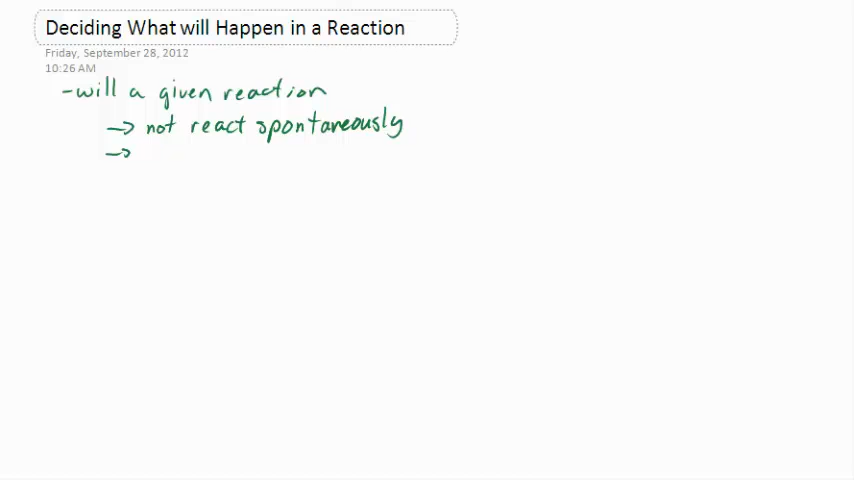 Deciding What will Happen in a Reaction
Friday, September 28, 2012
10:26 AM
-will a given reaction
→ not react spontaneously
→